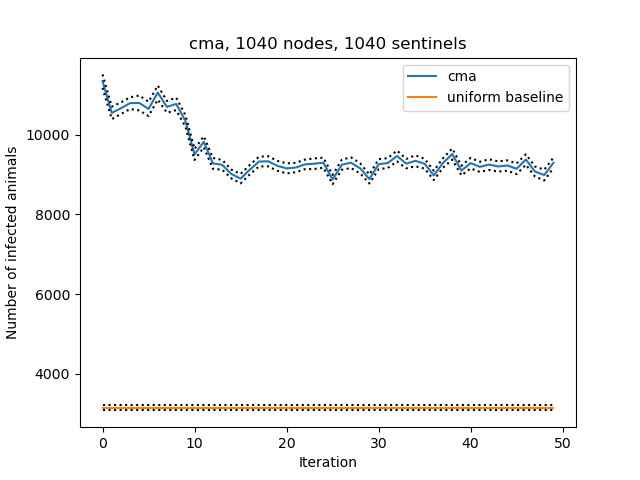 cma, 1040 nodes, 1040 sentinels
cma
uniform baseline
10000
8000
6000
4000
Number of infected animals
0 10 20 30 40 50
Iteration